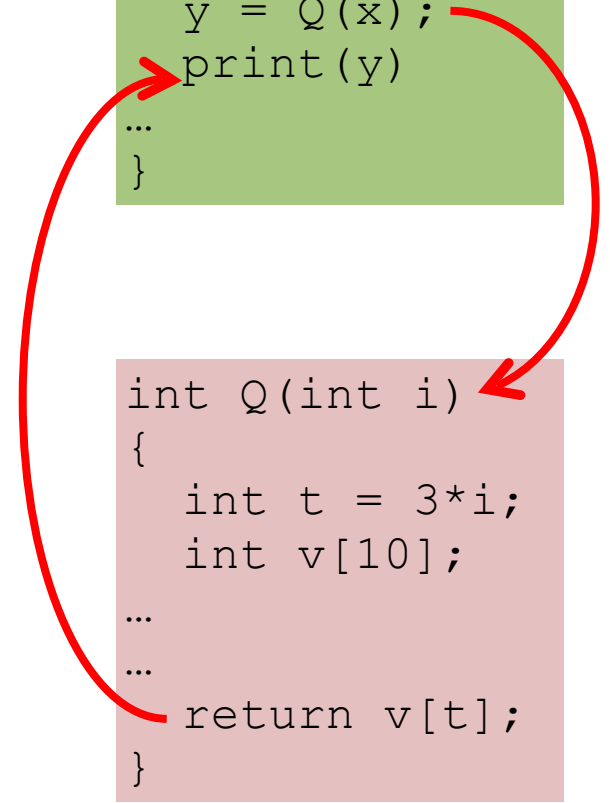 y = Q(x);
print(y)
…
}
int Q(int i)
{
int t = 3*i;
int v[10];
…
…
return v[t];
}